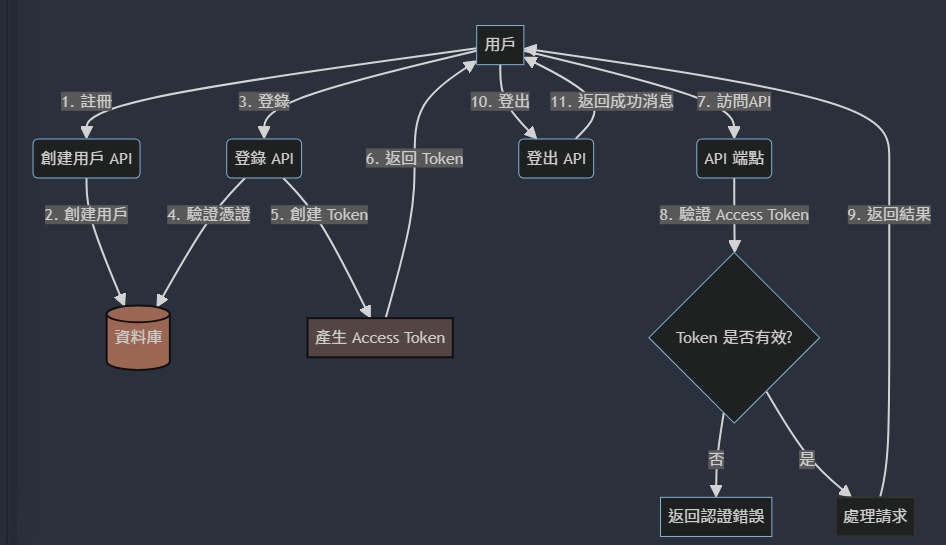 用戶
1. 註冊
3. 登錄
10. 登出
11. 返回成功消息
7. 訪問API
創建用戶 API
登錄 API
6. 返回 Token
登出 API
API 端點
2. 創建用戶
4. 驗證憑證
5. 創建 Token
8. 驗證 Access Token
9. 返回結果
資料庫
產生 Access Token
Token 是否有效?
否
是
返回認證錯誤
處理請求